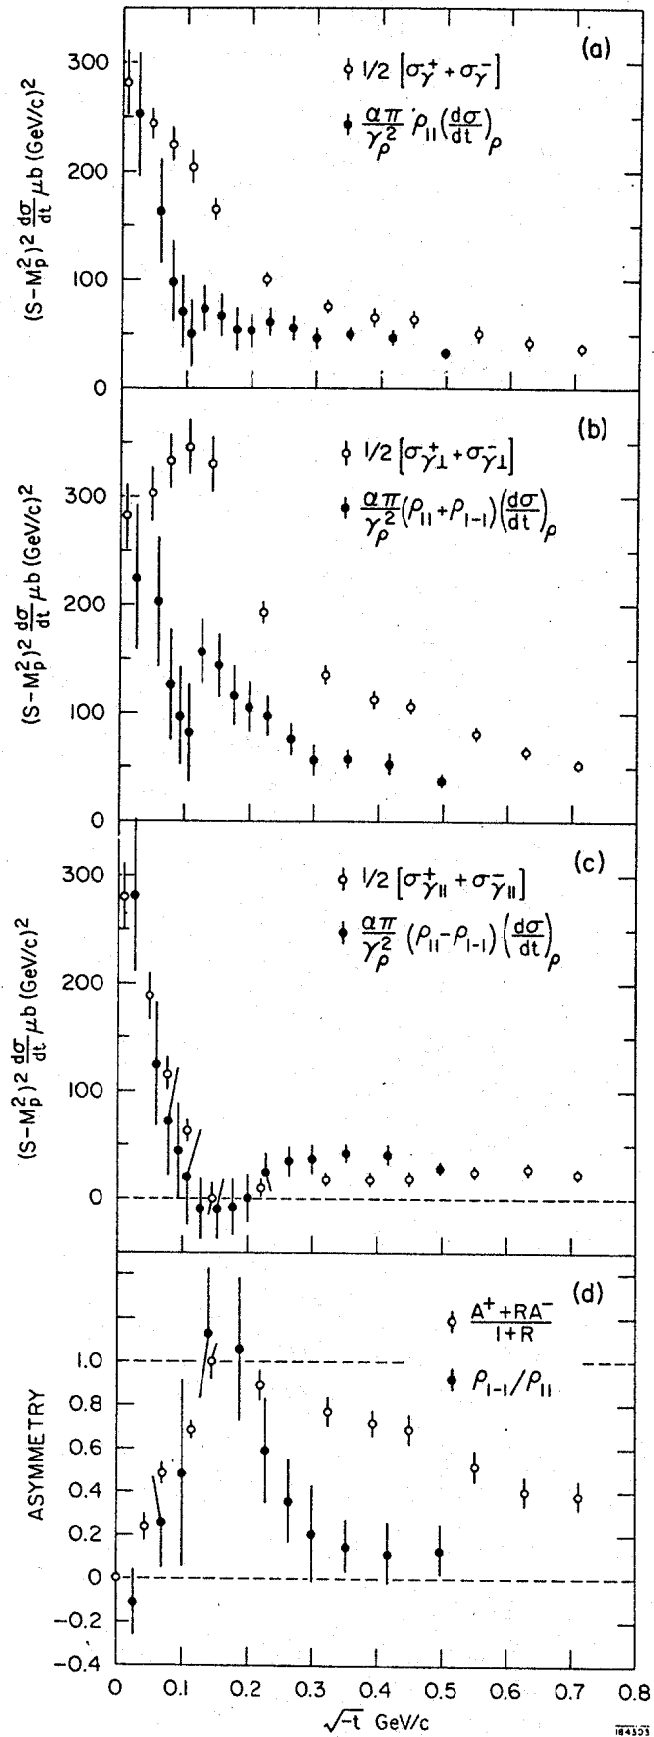 (a)
300
200
100
0
(S−M_p^2)^2 dσ/dt μb (GeV/c)^2
1/2 [σ_γ^+ + σ_γ^-]
απ/γ_ρ^2 ρ_11 (dσ/dt)_ρ
(b)
300
200
100
0
(S−M_p^2)^2 dσ/dt μb (GeV/c)^2
1/2 [σ_γ⊥^+ + σ_γ⊥^-]
απ/γ_ρ^2 (ρ_11 + ρ_1-1) (dσ/dt)_ρ
(c)
300
200
100
0
(S−M_p^2)^2 dσ/dt μb (GeV/c)^2
1/2 [σ_γ||^+ + σ_γ||^-]
απ/γ_ρ^2 (ρ_11 − ρ_1-1) (dσ/dt)_ρ
(d)
1.0
0.8
0.6
0.4
0.2
0
−0.2
−0.4
ASYMMETRY
A^+ + RA^- / 1+R
ρ_1-1/ρ_11
0 0.1 0.2 0.3 0.4 0.5 0.6 0.7 0.8
√-t GeV/c
184303